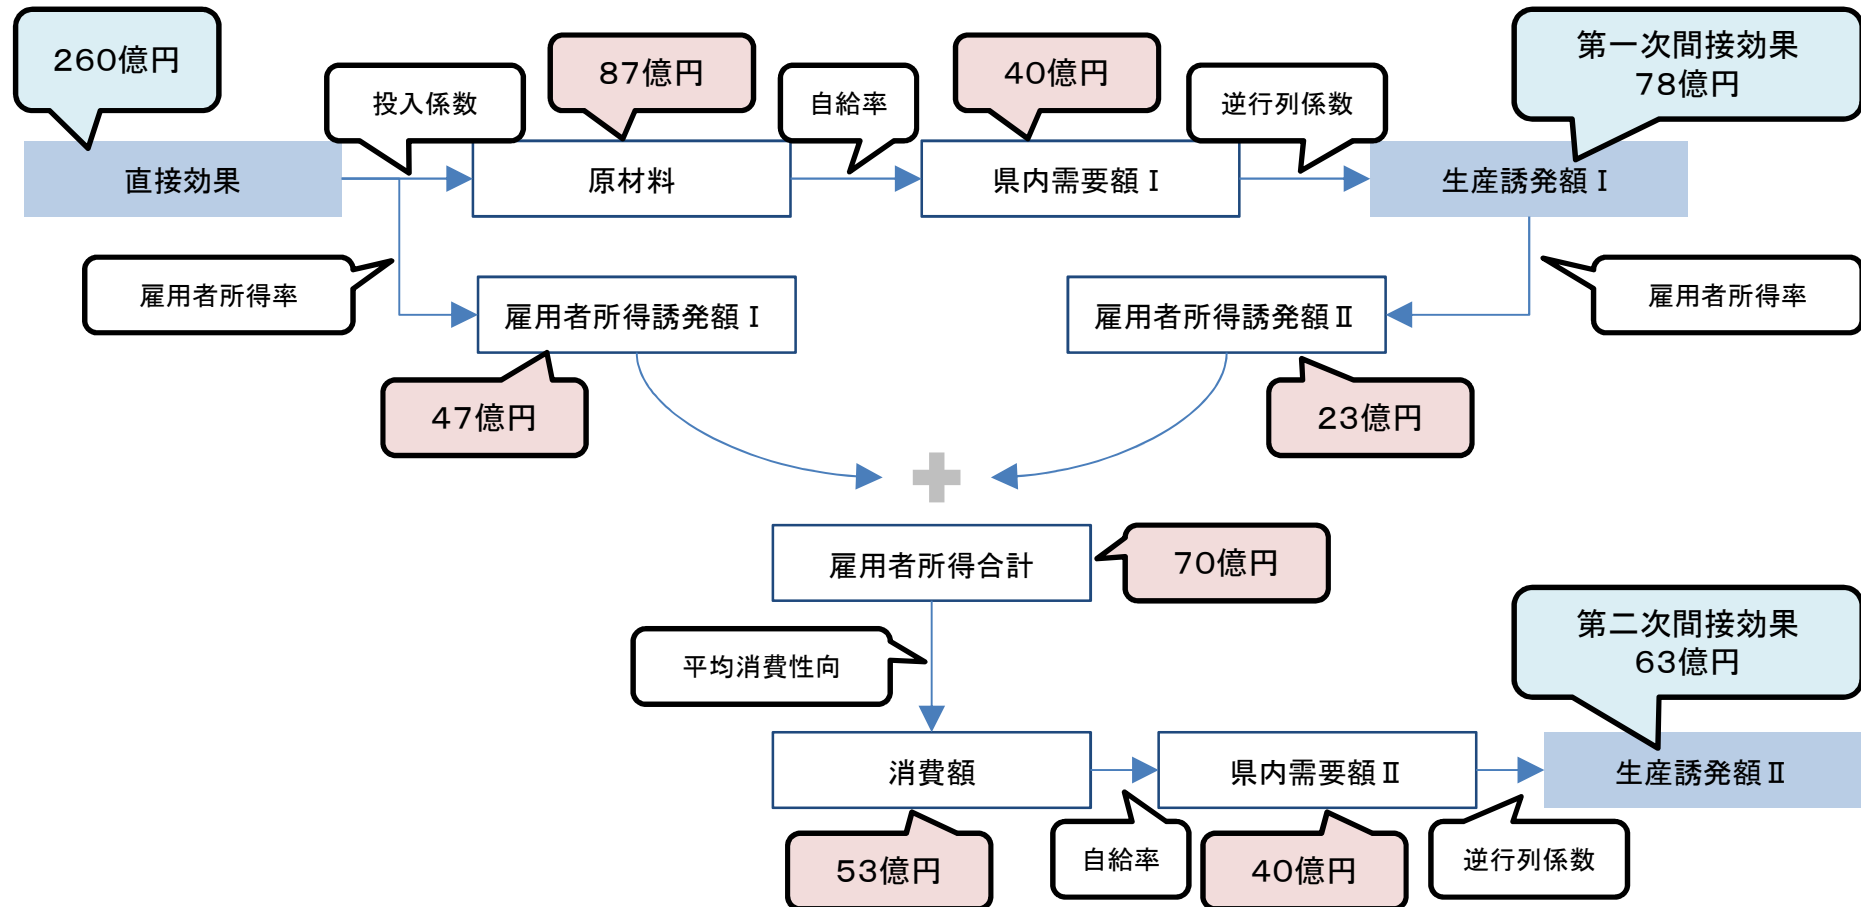 260億円
投入係数
87億円
自給率
40億円
逆行列係数
第一次間接効果
78億円
直接効果
原材料
県内需要額Ⅰ
生産誘発額Ⅰ
雇用者所得率
雇用者所得誘発額Ⅰ
雇用者所得誘発額Ⅱ
雇用者所得率
47億円
23億円
雇用者所得合計
70億円
平均消費性向
第二次間接効果
63億円
消費額
県内需要額Ⅱ
生産誘発額Ⅱ
53億円
自給率
40億円
逆行列係数